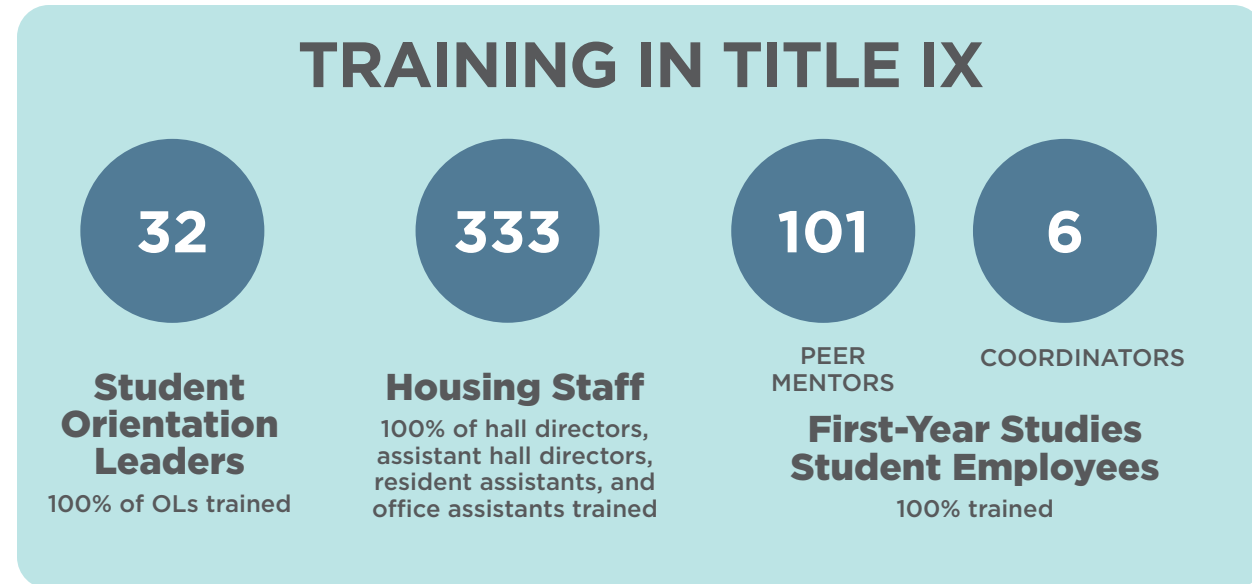 TRAINING IN TITLE IX
32
Student
Orientation
Leaders
100% of OLs trained
333
Housing Staff
100% of hall directors,
assistant hall directors,
resident assistants, and
office assistants trained
101
PEER
MENTORS
6
COORDINATORS
First-Year Studies
Student Employees
100% trained